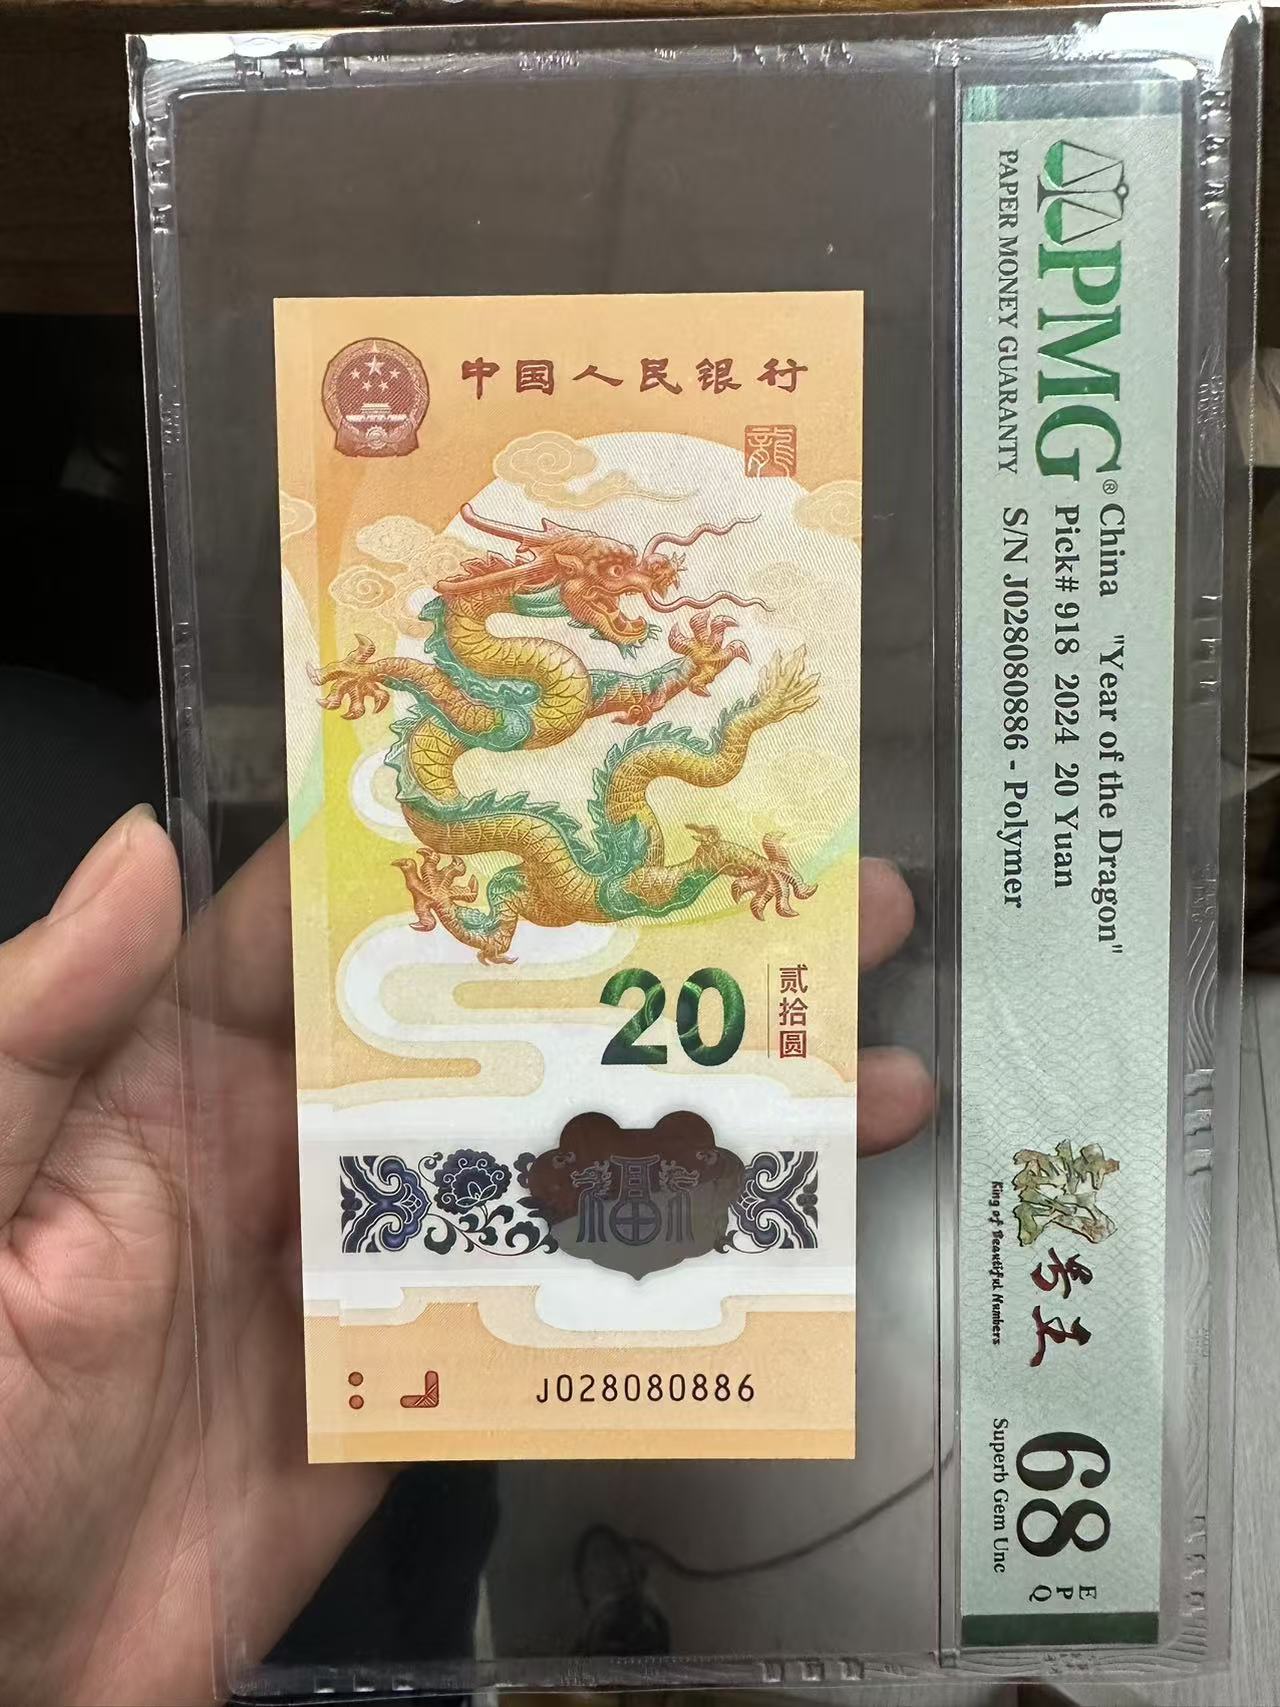 中国人民银行
龍
20
贰拾圆
福
J028080886
PMG®
PAPER MONEY GUARANTY
China "Year of the Dragon"
Pick# 918 2024 20 Yuan
S/N J028080886 - Polymer
King of Beautiful Numbers
68
EPQ
Superb Gem Unc